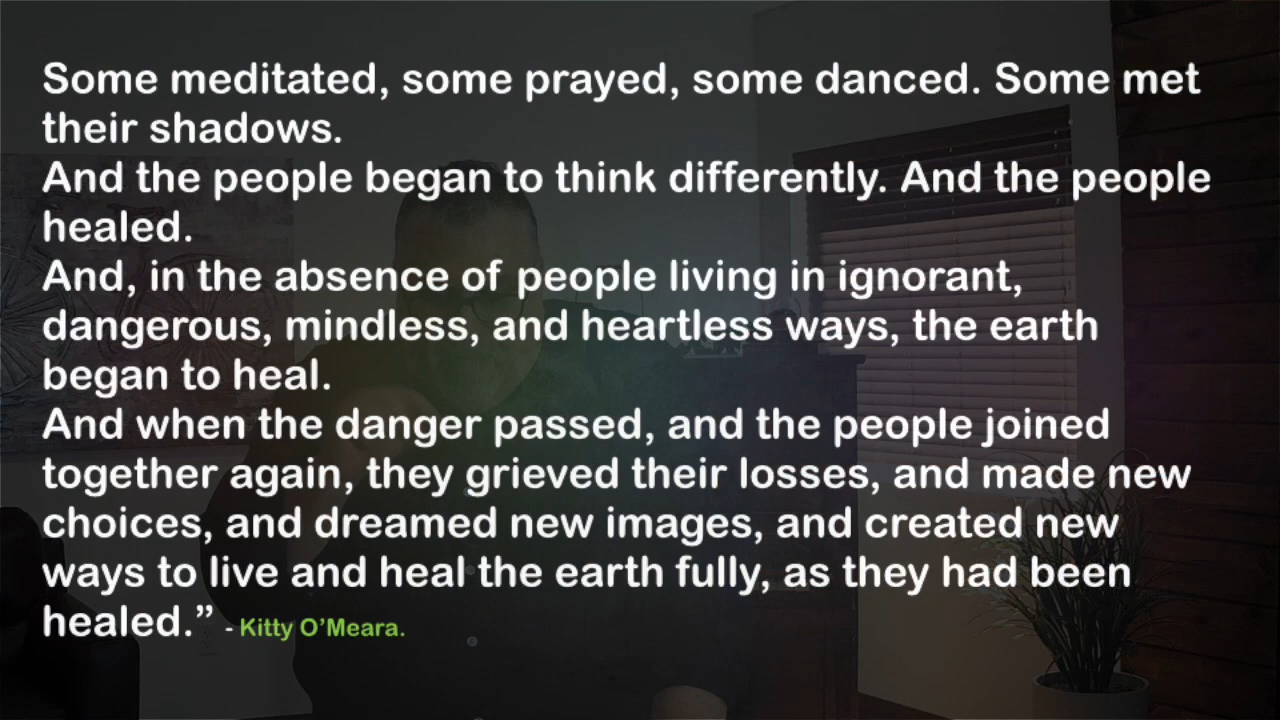 Some meditated, some prayed, some danced. Some met
their shadows.
And the people began to think differently. And the people
healed.
And, in the absence of people living in ignorant,
dangerous, mindless, and heartless ways, the earth
began to heal.
And when the danger passed, and the people joined
together again, they grieved their losses, and made new
choices, and dreamed new images, and created new
ways to live and heal the earth fully, as they had been
healed.” - Kitty O’Meara.